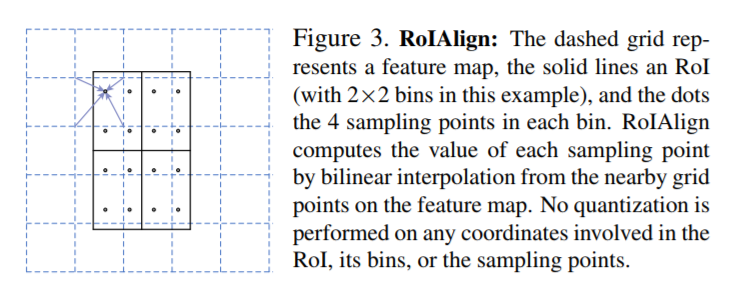 Figure 3. RoIAlign: The dashed grid rep-
resents a feature map, the solid lines an RoI
(with 2×2 bins in this example), and the dots
the 4 sampling points in each bin. RoIAlign
computes the value of each sampling point
by bilinear interpolation from the nearby grid
points on the feature map. No quantization is
performed on any coordinates involved in the
RoI, its bins, or the sampling points.